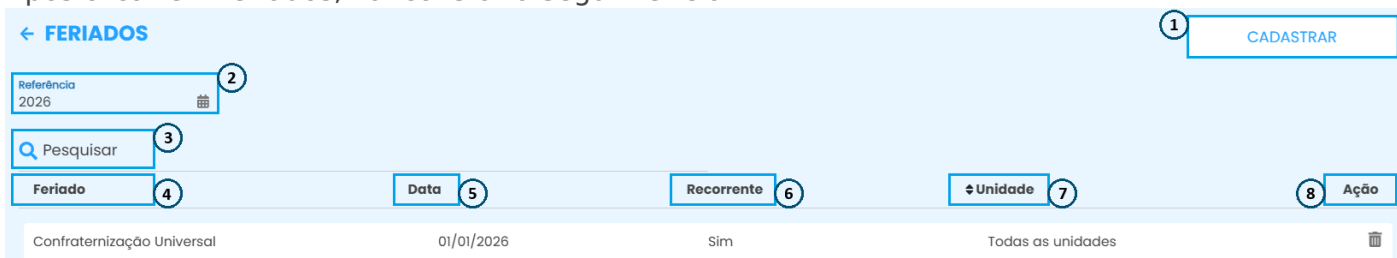 ← FERIADOS
1
CADASTRAR
Referência
2026
2
Pesquisar
3
Feriado 4 Data 5 Recorrente 6 Unidade 7 8 Ação
Confraternização Universal 01/01/2026 Sim Todas as unidades